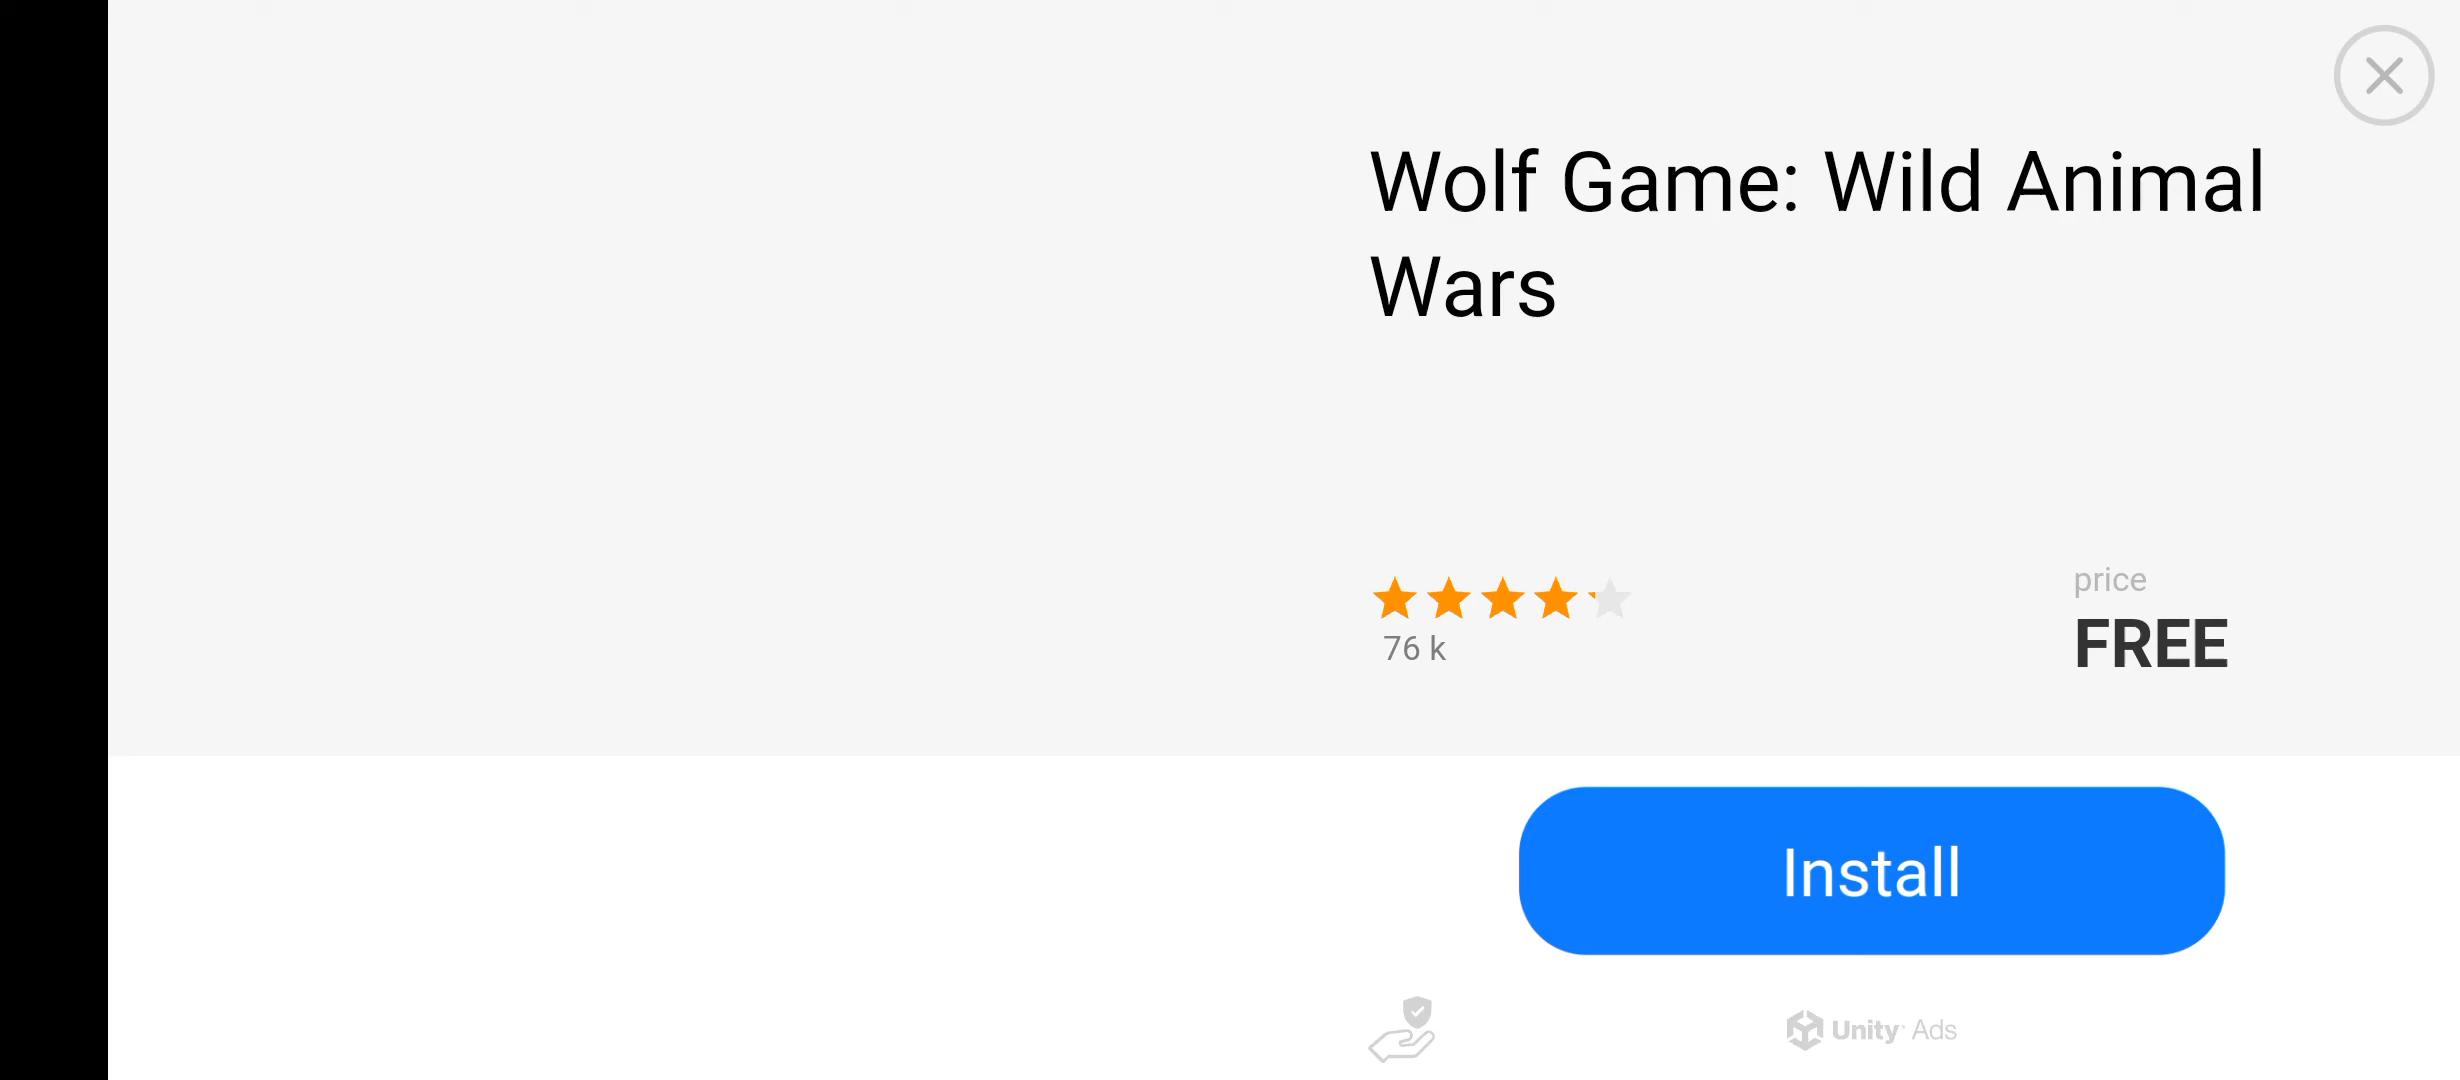 Wolf Game: Wild Animal
Wars
76 k
price
FREE
Install
Unity Ads